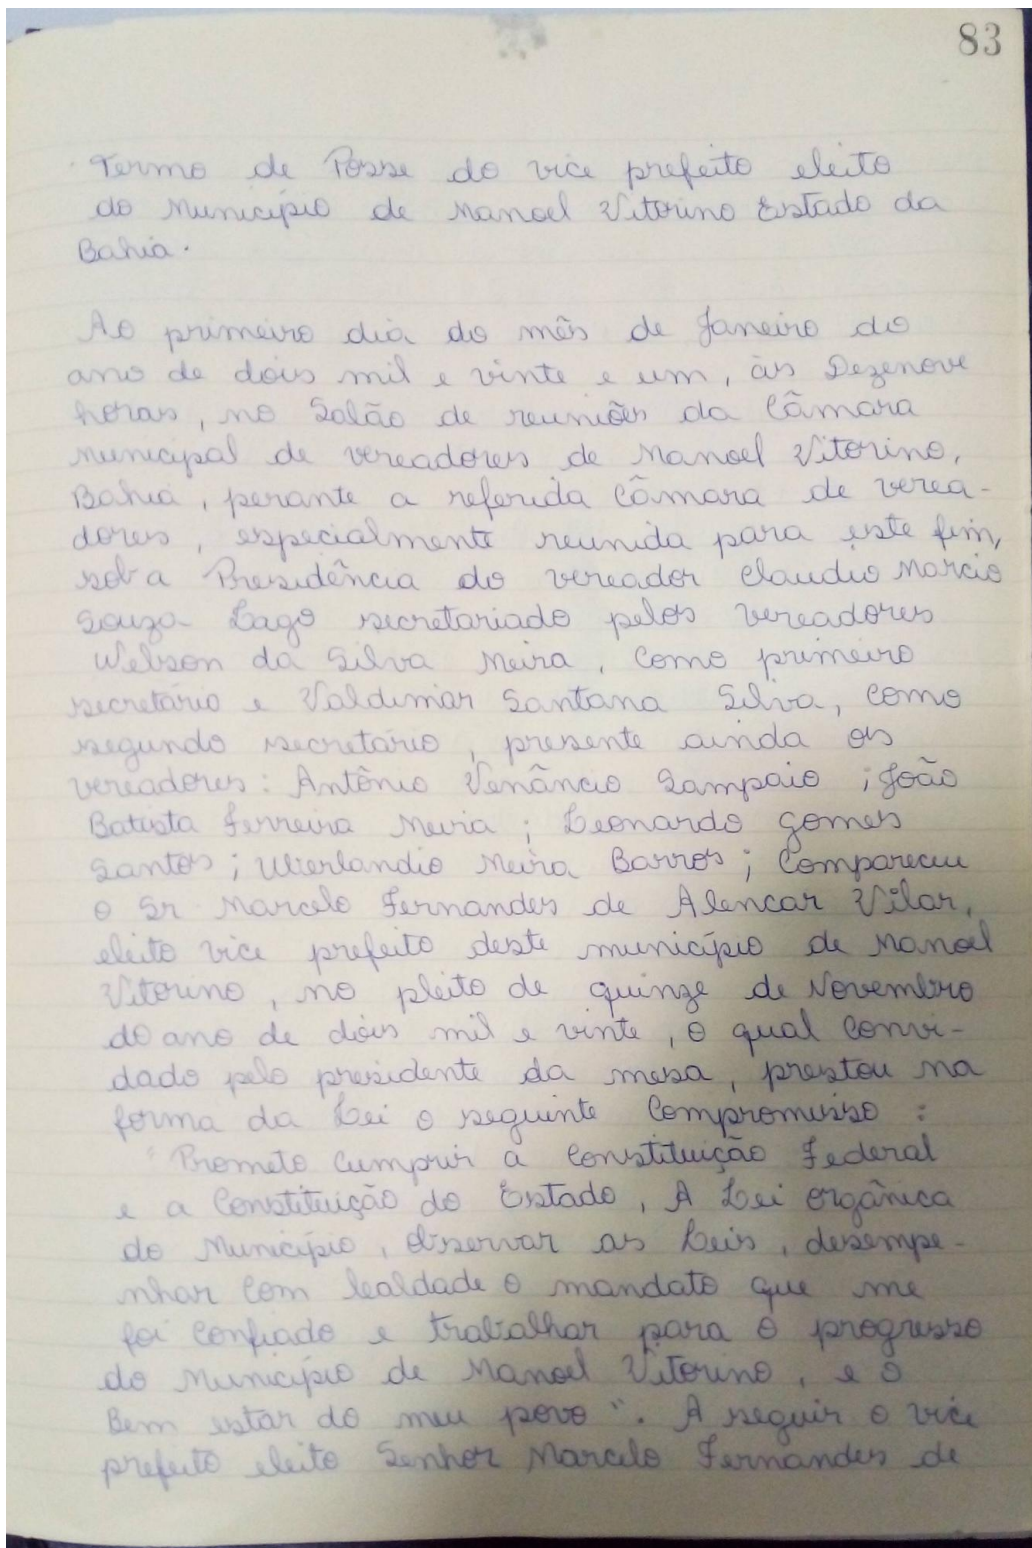 83
Termo de Posse do vice prefeito eleito
do Município de Manoel Vitorino Estado da
Bahia.
Ao primeiro dia do mês de Janeiro do
ano de dois mil e vinte e um, às Dezenove
horas, no Salão de reuniões da Câmara
municipal de vereadores de Manoel Vitorino,
Bahia, perante a referida Câmara de verea-
dores, especialmente reunida para este fim,
sob a Presidência do vereador Claudio Marcio
Souza Lago secretariado pelos vereadores
Welson da Silva Meira, como primeiro
secretário e Valdimar Santana Silva, como
segundo secretário, presente ainda os
vereadores: Antônio Venâncio Sampaio; João
Batista Ferreira Meira; Leonardo Gomes
Santos; Uierlandio Meira Barros; Compareceu
o Sr Marcelo Fernandes de Alencar Vilar,
eleito vice prefeito deste município de Manoel
Vitorino, no pleito de quinze de Novembro
do ano de dois mil e vinte, o qual convi-
dado pelo presidente da mesa, prestou na
forma da Lei o seguinte Compromisso:
"Prometo cumprir a Constituição Federal
e a Constituição do Estado, A Lei orgânica
do Município, observar as Leis, desempe-
nhar com lealdade o mandato que me
foi confiado e trabalhar para o progresso
do Município de Manoel Vitorino, e o
Bem estar do meu povo". A seguir o vice
prefeito eleito Senhor Marcelo Fernandes de